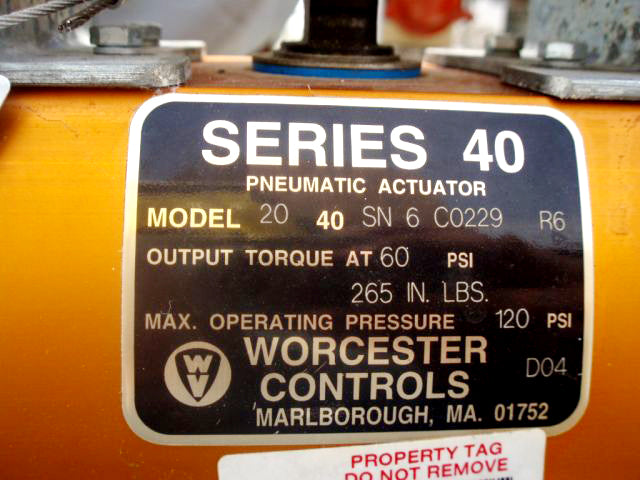 SERIES 40
PNEUMATIC ACTUATOR
MODEL 20 40 SN 6 C0229 R6
OUTPUT TORQUE AT 60 PSI
265 IN. LBS.
MAX. OPERATING PRESSURE 120 PSI
WORCESTER
CONTROLS
D04
MARLBOROUGH, MA. 01752
PROPERTY TAG
DO NOT REMOVE